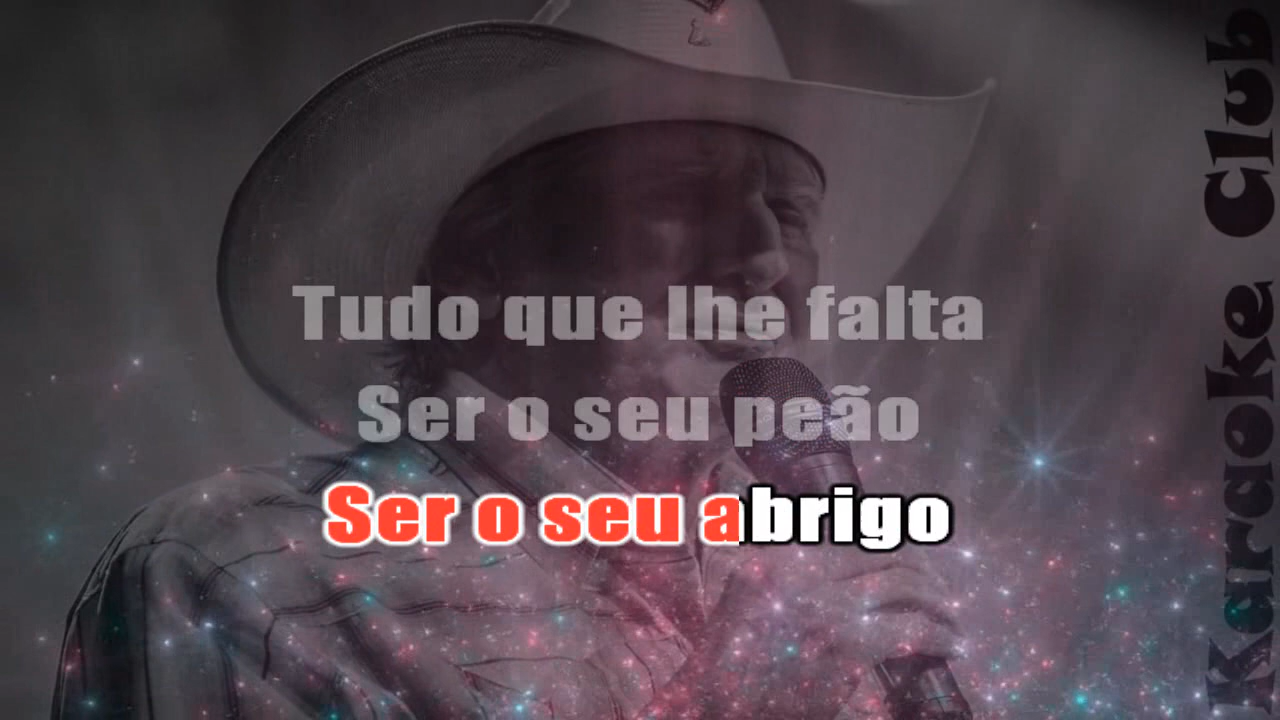 Tudo que lhe falta
Ser o seu peão
Ser o seu abrigo
Karaoke Club